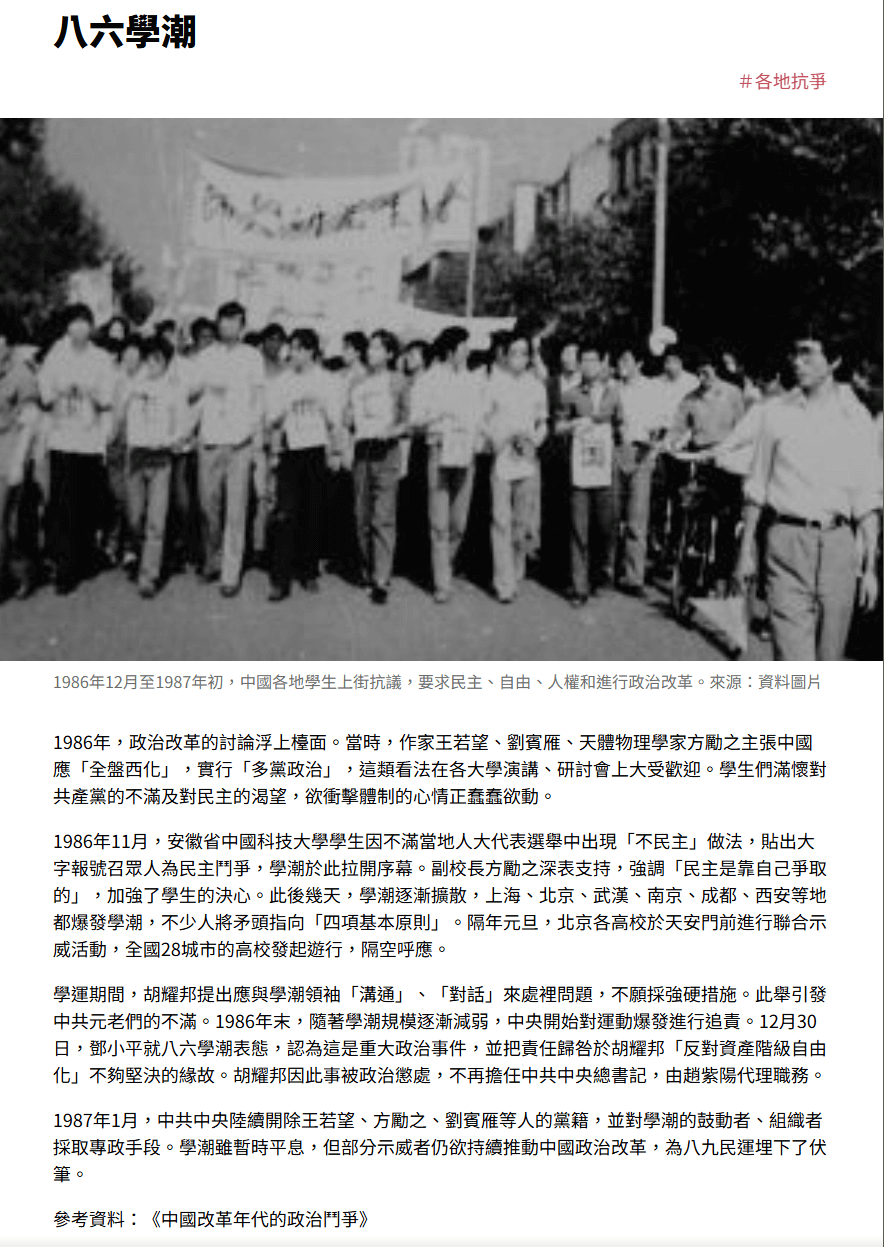 八六學潮
＃各地抗爭
1986年12月至1987年初，中國各地學生上街抗議，要求民主、自由、人權和進行政治改革。來源：資料圖片
1986年，政治改革的討論浮上檯面。當時，作家王若望、劉賓雁、天體物理學家方勵之主張中國
應「全盤西化」，實行「多黨政治」，這類看法在各大學演講、研討會上大受歡迎。學生們滿懷對
共產黨的不滿及對民主的渴望，欲衝擊體制的心情正蠢蠢欲動。
1986年11月，安徽省中國科技大學學生因不滿當地人大代表選舉中出現「不民主」做法，貼出大
字報號召眾人為民主鬥爭，學潮於此拉開序幕。副校長方勵之深表支持，強調「民主是靠自己爭取
的」，加強了學生的決心。此後幾天，學潮逐漸擴散，上海、北京、武漢、南京、成都、西安等地
都爆發學潮，不少人將矛頭指向「四項基本原則」。隔年元旦，北京各高校於天安門前進行聯合示
威活動，全國28城市的高校發起遊行，隔空呼應。
學運期間，胡耀邦提出應與學潮領袖「溝通」、「對話」來處裡問題，不願採強硬措施。此舉引發
中共元老們的不滿。1986年末，隨著學潮規模逐漸減弱，中央開始對運動爆發進行追責。12月30
日，鄧小平就八六學潮表態，認為這是重大政治事件，並把責任歸咎於胡耀邦「反對資產階級自由
化」不夠堅決的緣故。胡耀邦因此事被政治懲處，不再擔任中共中央總書記，由趙紫陽代理職務。
1987年1月，中共中央陸續開除王若望、方勵之、劉賓雁等人的黨籍，並對學潮的鼓動者、組織者
採取專政手段。學潮雖暫時平息，但部分示威者仍欲持續推動中國政治改革，為八九民運埋下了伏
筆。
參考資料：《中國改革年代的政治鬥爭》